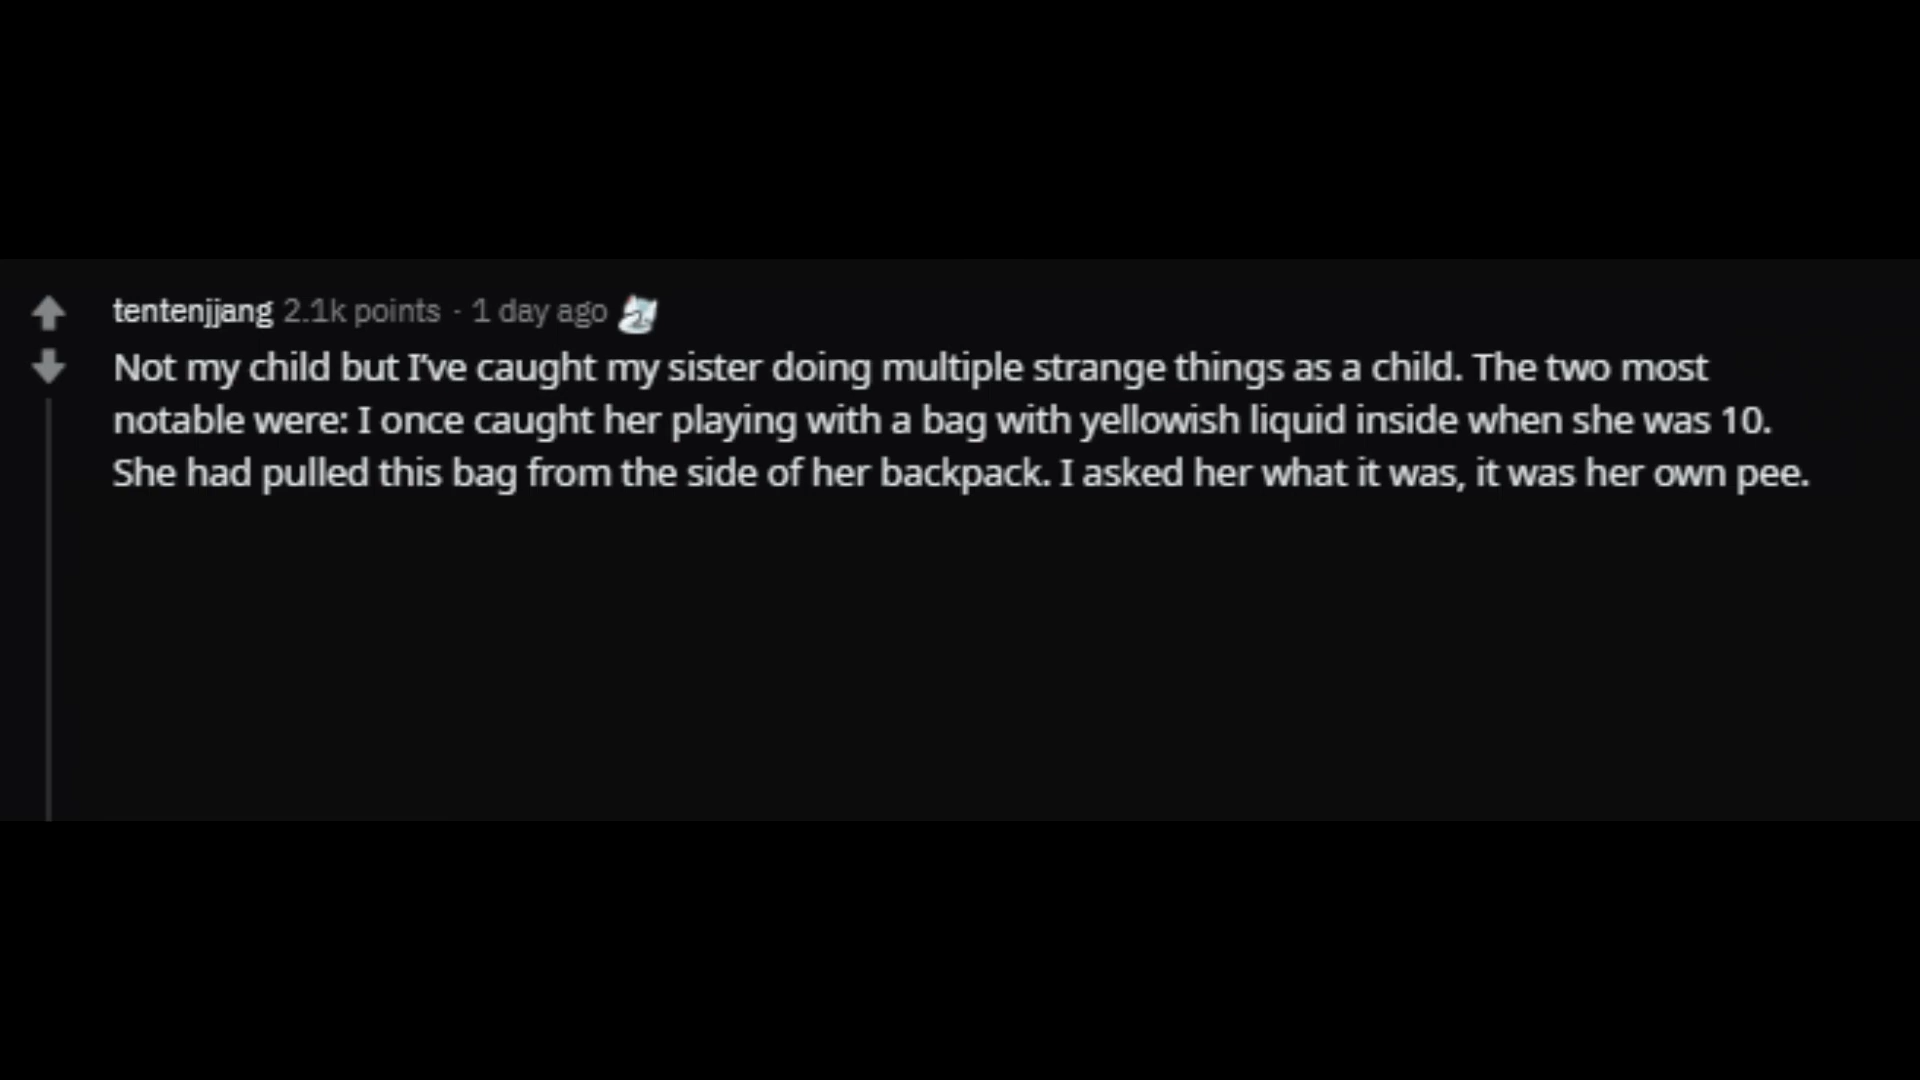 tentenjjang 2.1k points · 1 day ago
Not my child but I've caught my sister doing multiple strange things as a child. The two most
notable were: I once caught her playing with a bag with yellowish liquid inside when she was 10.
She had pulled this bag from the side of her backpack. I asked her what it was, it was her own pee.